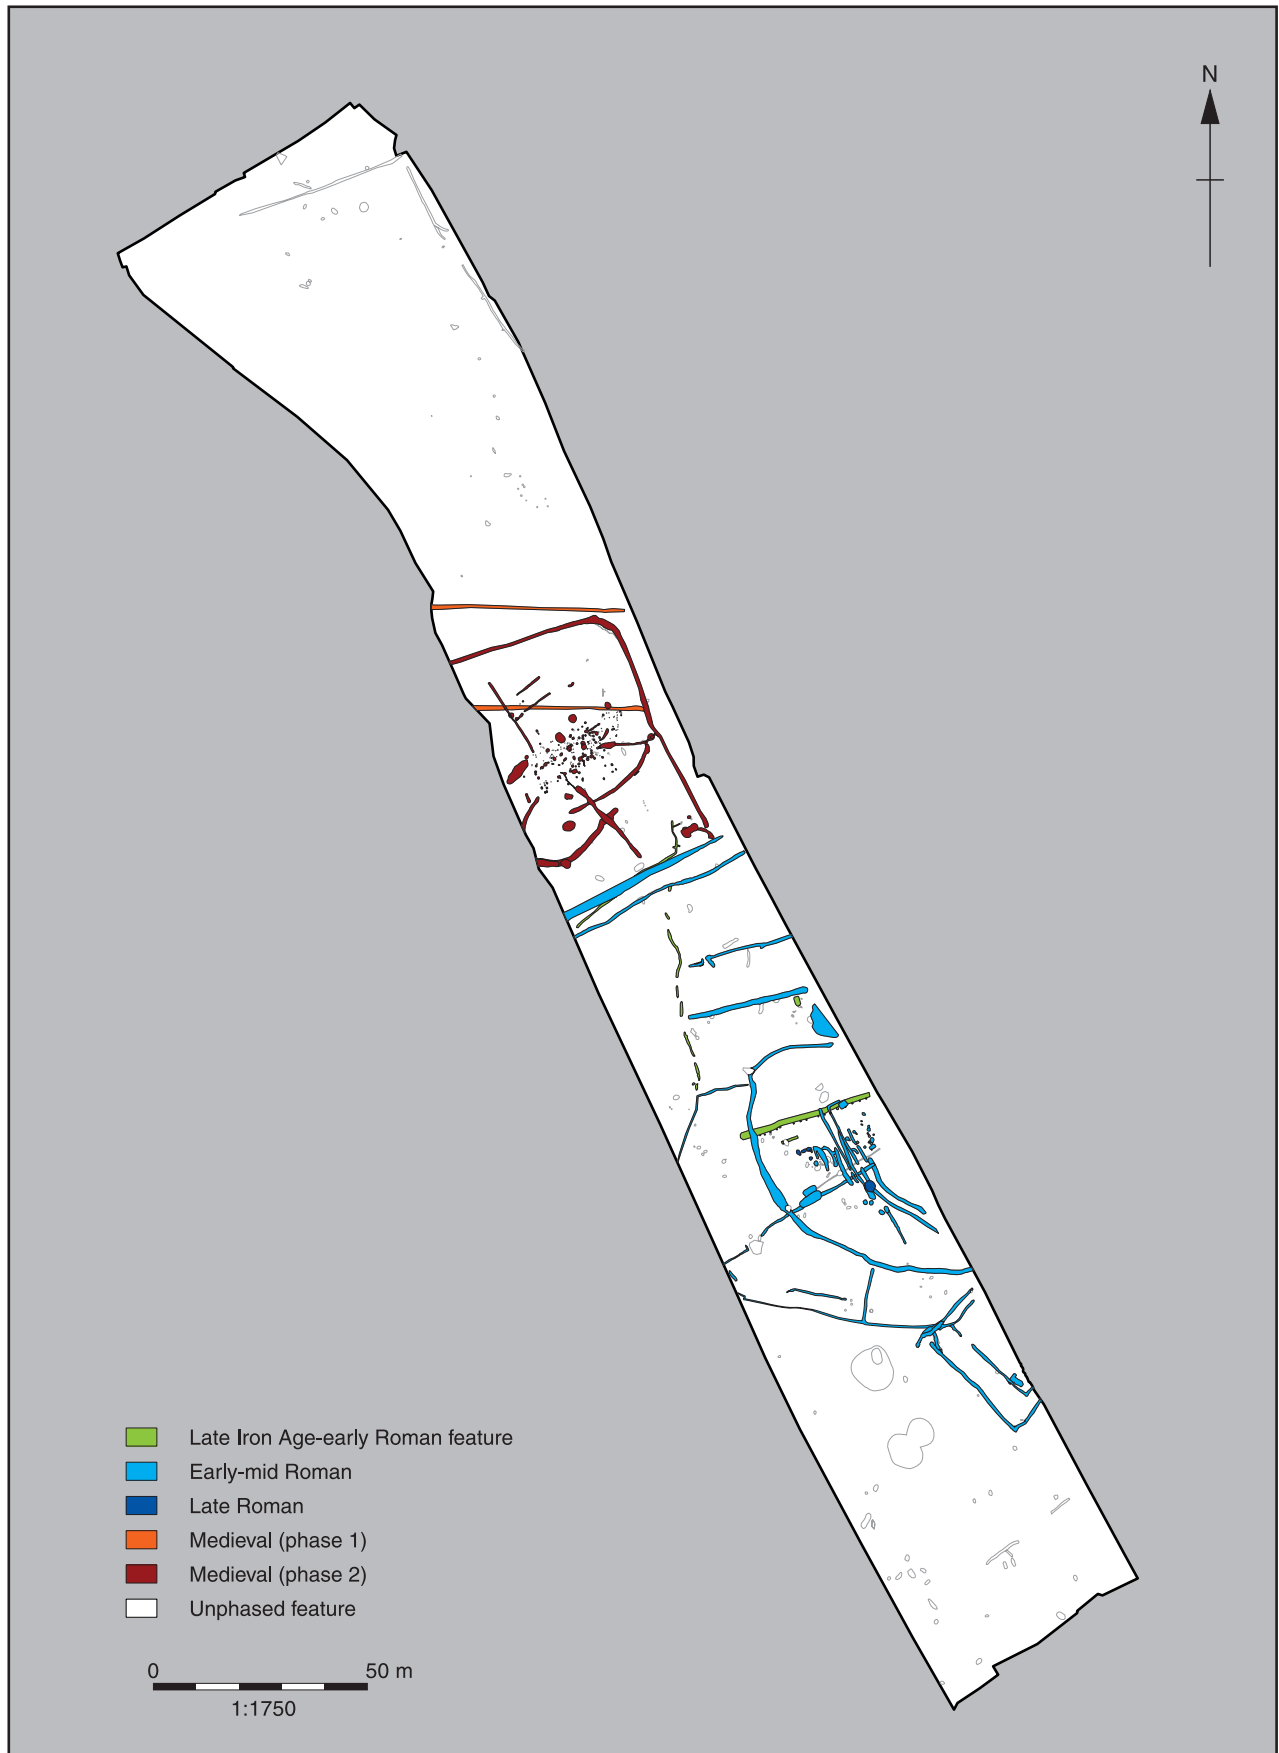 N
Late Iron Age-early Roman feature
Early-mid Roman
Late Roman
Medieval (phase 1)
Medieval (phase 2)
Unphased feature
0 50 m
1:1750